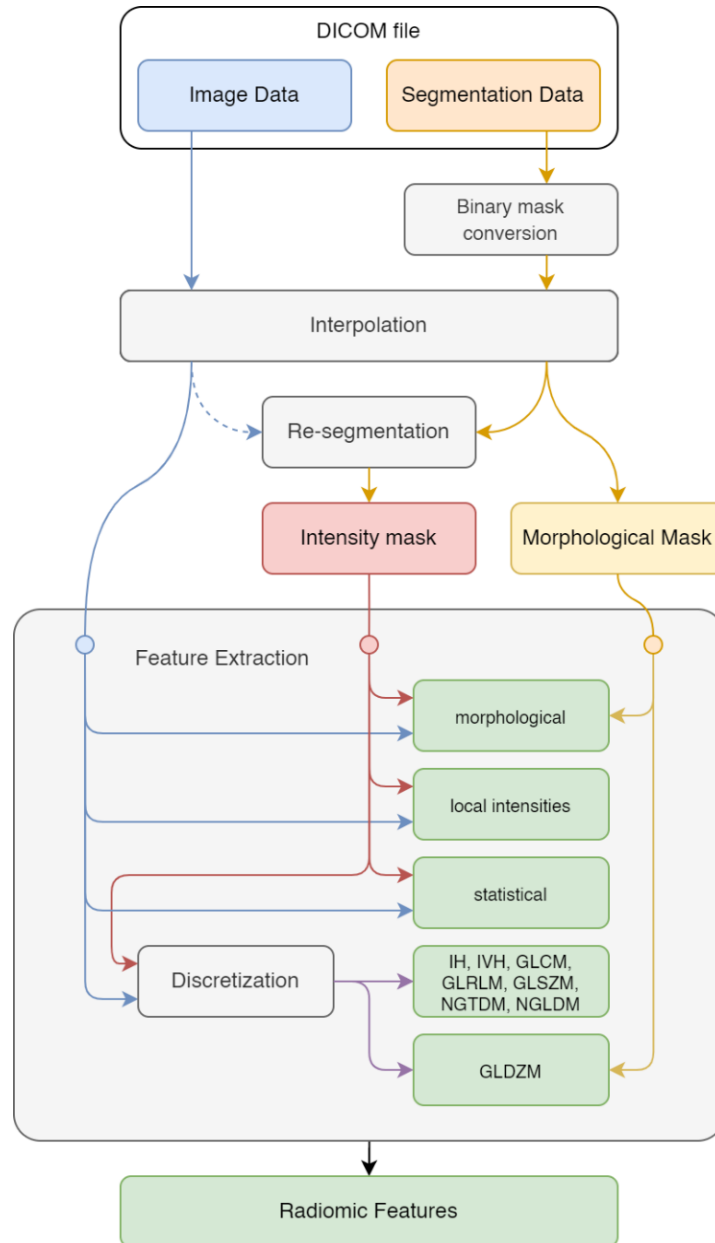 DICOM file
Image Data
Segmentation Data
Binary mask
conversion
Interpolation
Re-segmentation
Intensity mask
Morphological Mask
Feature Extraction
morphological
local intensities
statistical
Discretization
IH, IVH, GLCM,
GLRLM, GLSZM,
NGTDM, NGLDM
GLDZM
Radiomic Features